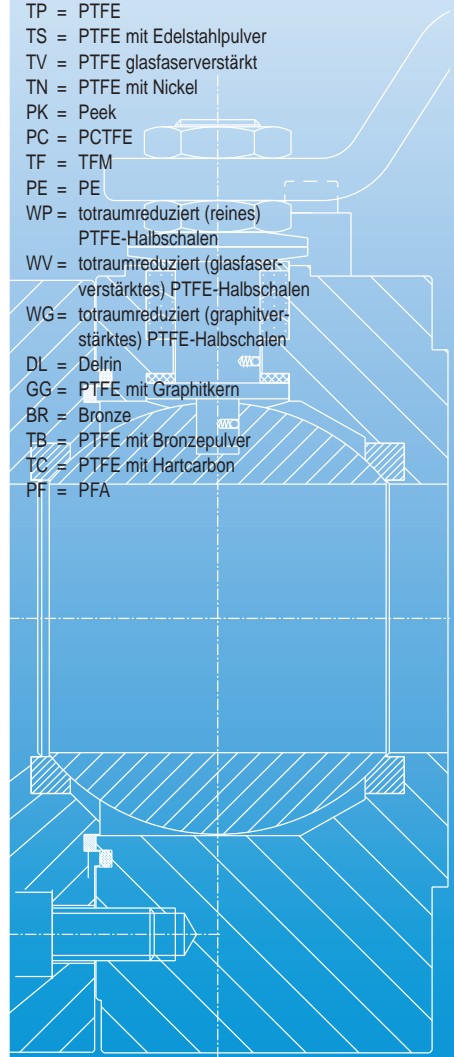 TP = PTFE
TS = PTFE mit Edelstahlpulver
TV = PTFE glasfaserverstärkt
TN = PTFE mit Nickel
PK = Peek
PC = PCTFE
TF = TFM
PE = PE
WP = totraumreduziert (reines)
PTFE-Halbschalen
WV = totraumreduziert (glasfaser-
verstärktes) PTFE-Halbschalen
WG = totraumreduziert (graphitver-
stärktes) PTFE-Halbschalen
DL = Delrin
GG = PTFE mit Graphitkern
BR = Bronze
TB = PTFE mit Bronzepulver
TC = PTFE mit Hartcarbon
PF = PFA